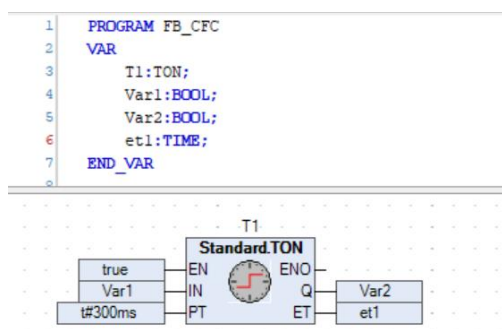 1 PROGRAM FB_CFC
2 VAR
3 T1:TON;
4 Var1:BOOL;
5 Var2:BOOL;
6 et1:TIME;
7 END_VAR
8
T1
Standard.TON
true EN ENO
Var1 IN Q Var2
t#300ms PT ET et1